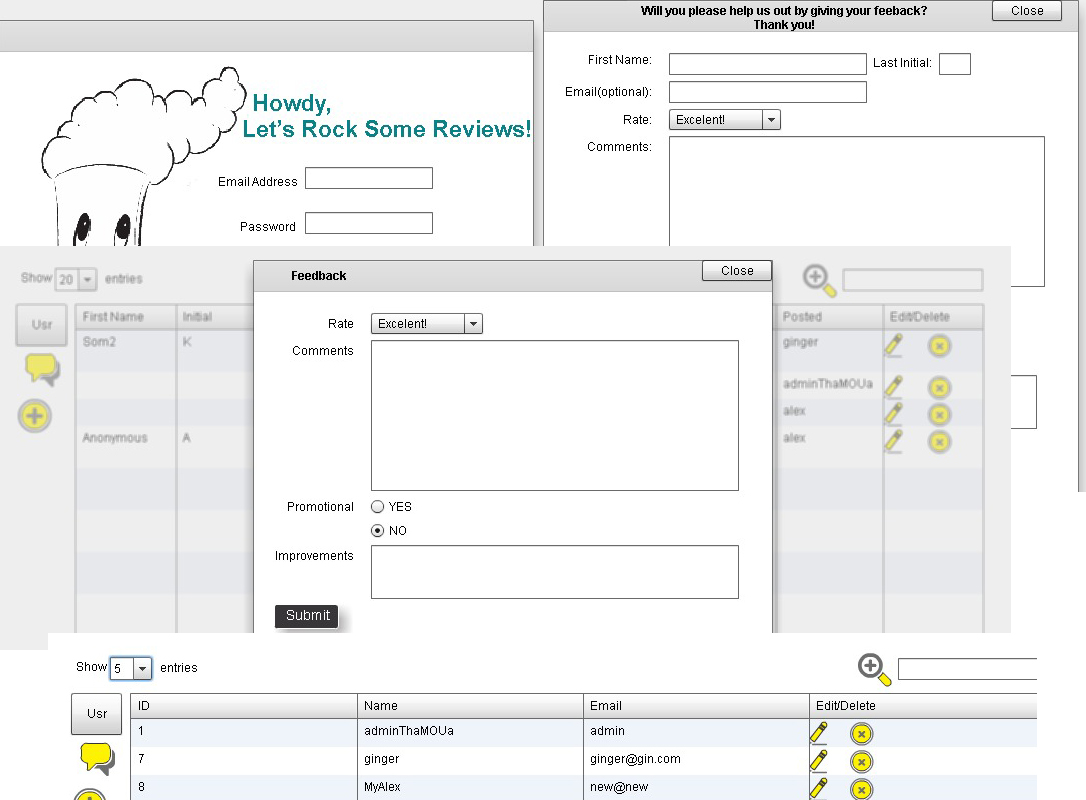 Howdy,
Let's Rock Some Reviews!
Email Address
Password
Will you please help us out by giving your feeback?
Thank you!
Close
First Name:
Last Initial:
Email(optional):
Rate:
Excelent!
Comments:
Show 20 entries
Usr
First Name Initial
Som2 K
Anonymous A
Feedback
Close
Rate
Excelent!
Comments
Promotional
YES
NO
Improvements
Submit
Posted Edit/Delete
ginger
adminThaMOUa
alex
alex
Show 5 entries
Usr
ID Name Email Edit/Delete
1 adminThaMOUa admin
7 ginger ginger@gin.com
8 MyAlex new@new